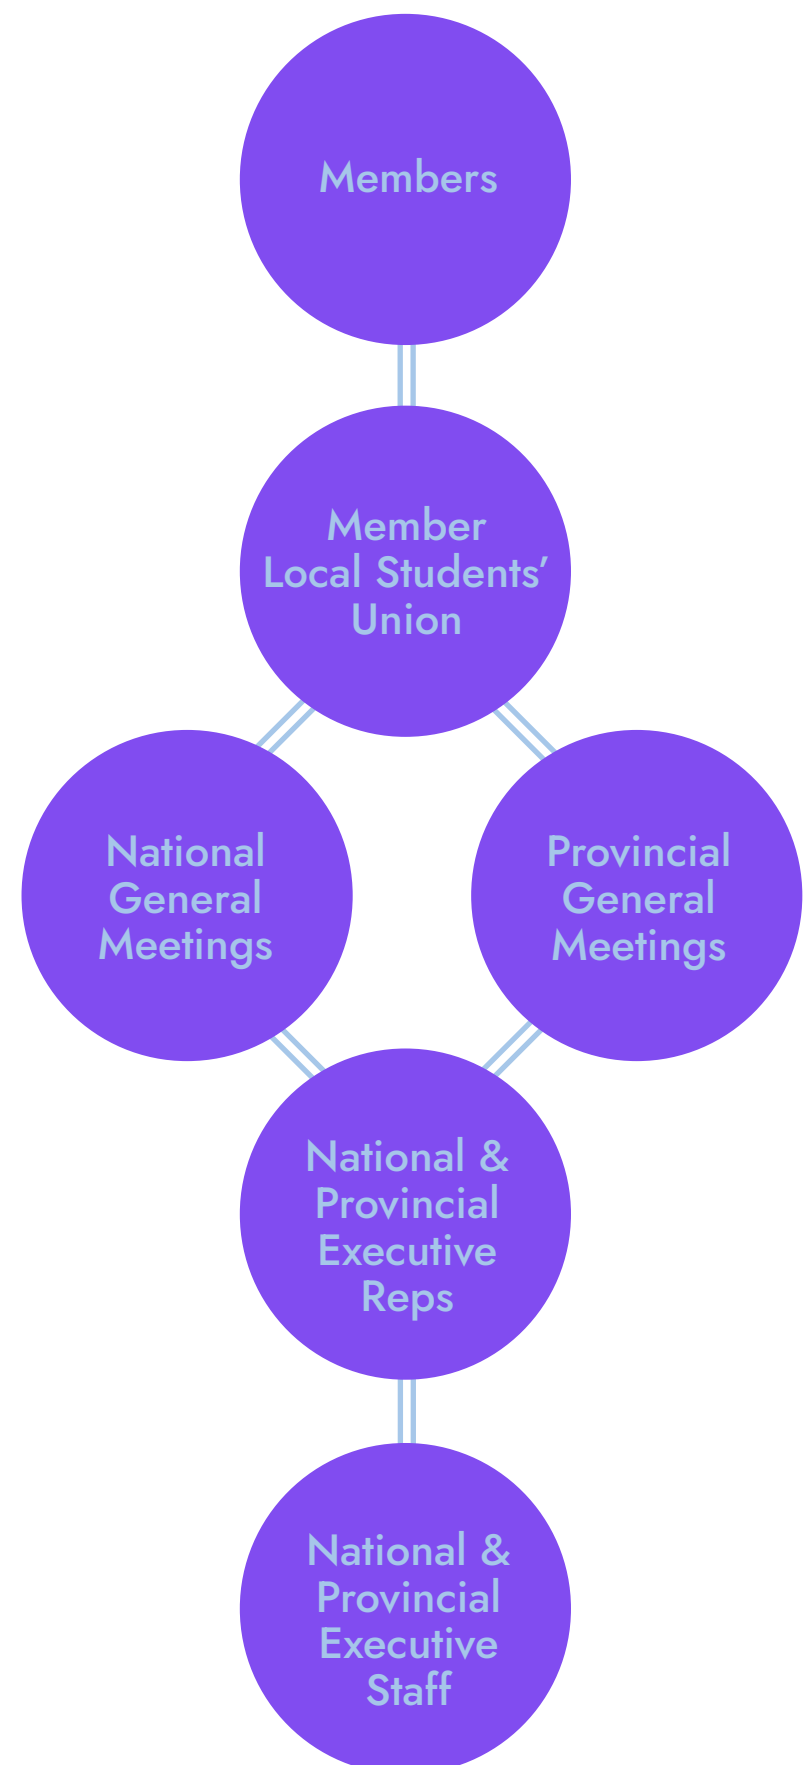 Members
Member
Local Students’
Union
National
General
Meetings
Provincial
General
Meetings
National &
Provincial
Executive
Reps
National &
Provincial
Executive
Staff